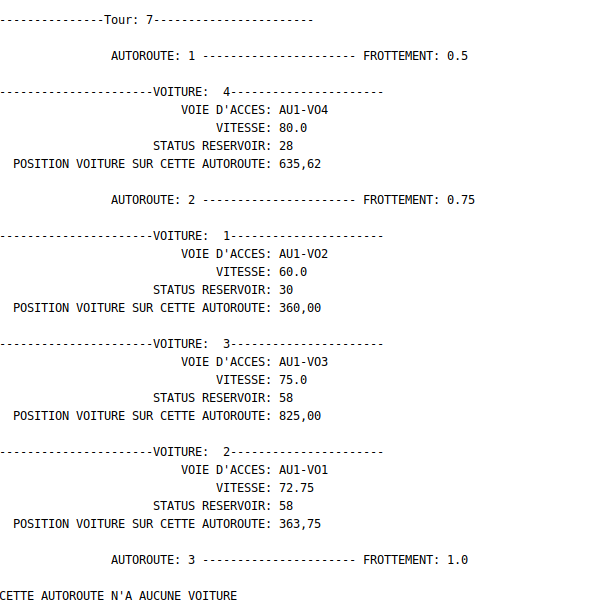 ---------------Tour: 7-----------------------
AUTOROUTE: 1 ---------------------- FROTTEMENT: 0.5
----------------------VOITURE:  4----------------------
VOIE D'ACCES: AU1-VO4
VITESSE: 80.0
STATUS RESERVOIR: 28
POSITION VOITURE SUR CETTE AUTOROUTE: 635,62
AUTOROUTE: 2 ---------------------- FROTTEMENT: 0.75
----------------------VOITURE:  1----------------------
VOIE D'ACCES: AU1-VO2
VITESSE: 60.0
STATUS RESERVOIR: 30
POSITION VOITURE SUR CETTE AUTOROUTE: 360,00
----------------------VOITURE:  3----------------------
VOIE D'ACCES: AU1-VO3
VITESSE: 75.0
STATUS RESERVOIR: 58
POSITION VOITURE SUR CETTE AUTOROUTE: 825,00
----------------------VOITURE:  2----------------------
VOIE D'ACCES: AU1-VO1
VITESSE: 72.75
STATUS RESERVOIR: 58
POSITION VOITURE SUR CETTE AUTOROUTE: 363,75
AUTOROUTE: 3 ---------------------- FROTTEMENT: 1.0
CETTE AUTOROUTE N'A AUCUNE VOITURE